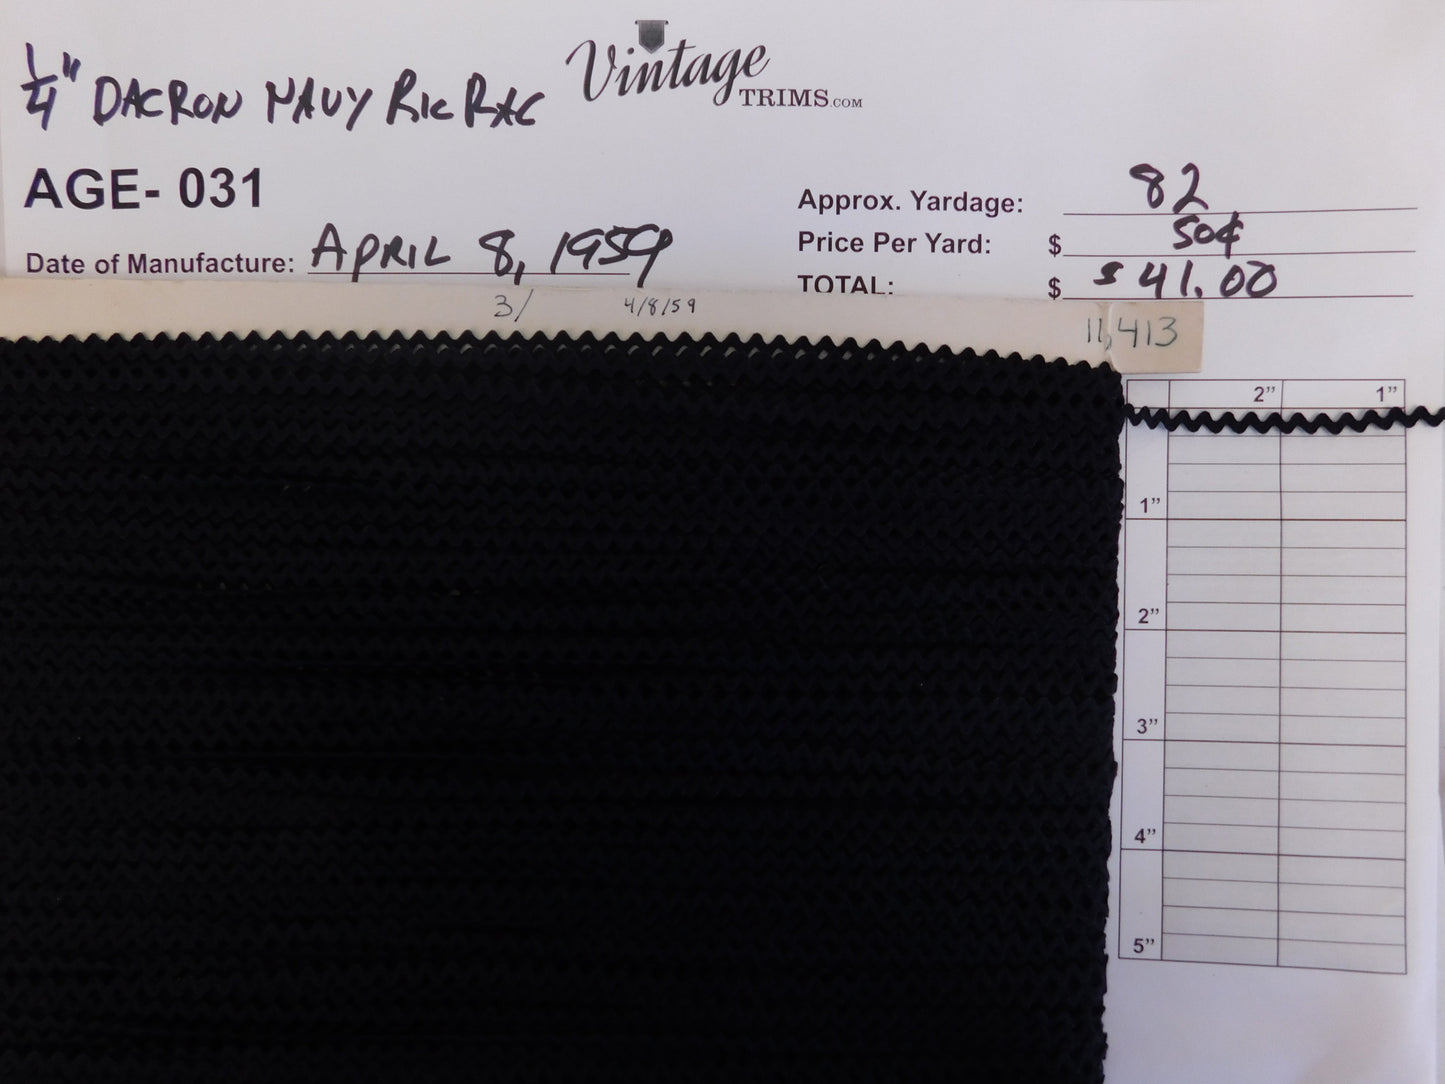 1/4" DACRON NAVY RIC RAC
Vintage
TRIMS.COM
AGE- 031
Date of Manufacture: APRIL 8, 1959
Approx. Yardage: 82
Price Per Yard: $ 50¢
TOTAL: $ $41.00
3/ 4/8/59 11,413
2” 1”
1”
2”
3”
4”
5”